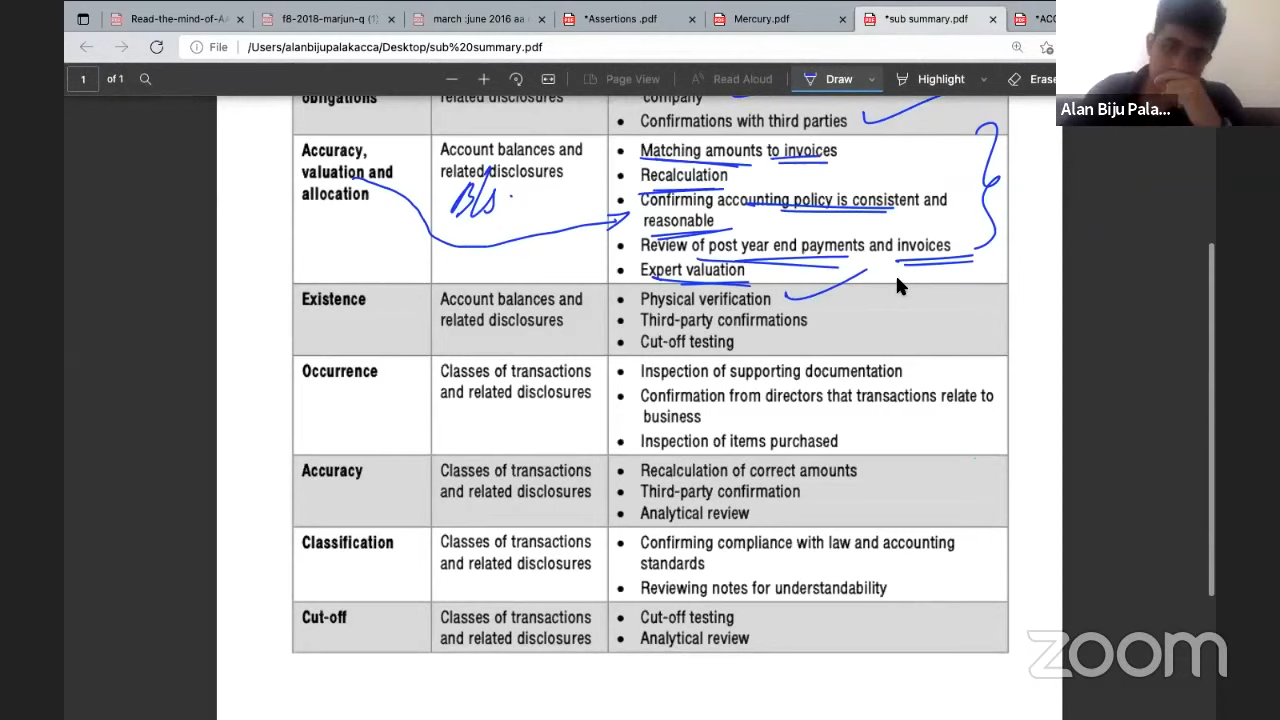 Read-the-mind-of-A
f8-2018-marjun-q (1)
march :june 2016 aa
*Assertions .pdf
Mercury.pdf
*sub summary.pdf
*ACC
File
/Users/alanbijupalakacca/Desktop/sub%20summary.pdf
1 of 1
Page View
Read Aloud
Draw
Highlight
Erase
Alan Biju Pala...
obligations
related disclosures
company
• Confirmations with third parties
Accuracy,
valuation and
allocation
Account balances and
related disclosures
B/s
• Matching amounts to invoices
• Recalculation
• Confirming accounting policy is consistent and
reasonable
• Review of post year end payments and invoices
• Expert valuation
Existence
Account balances and
related disclosures
• Physical verification
• Third-party confirmations
• Cut-off testing
Occurrence
Classes of transactions
and related disclosures
• Inspection of supporting documentation
• Confirmation from directors that transactions relate to
business
• Inspection of items purchased
Accuracy
Classes of transactions
and related disclosures
• Recalculation of correct amounts
• Third-party confirmation
• Analytical review
Classification
Classes of transactions
and related disclosures
• Confirming compliance with law and accounting
standards
• Reviewing notes for understandability
Cut-off
Classes of transactions
and related disclosures
• Cut-off testing
• Analytical review
zoom